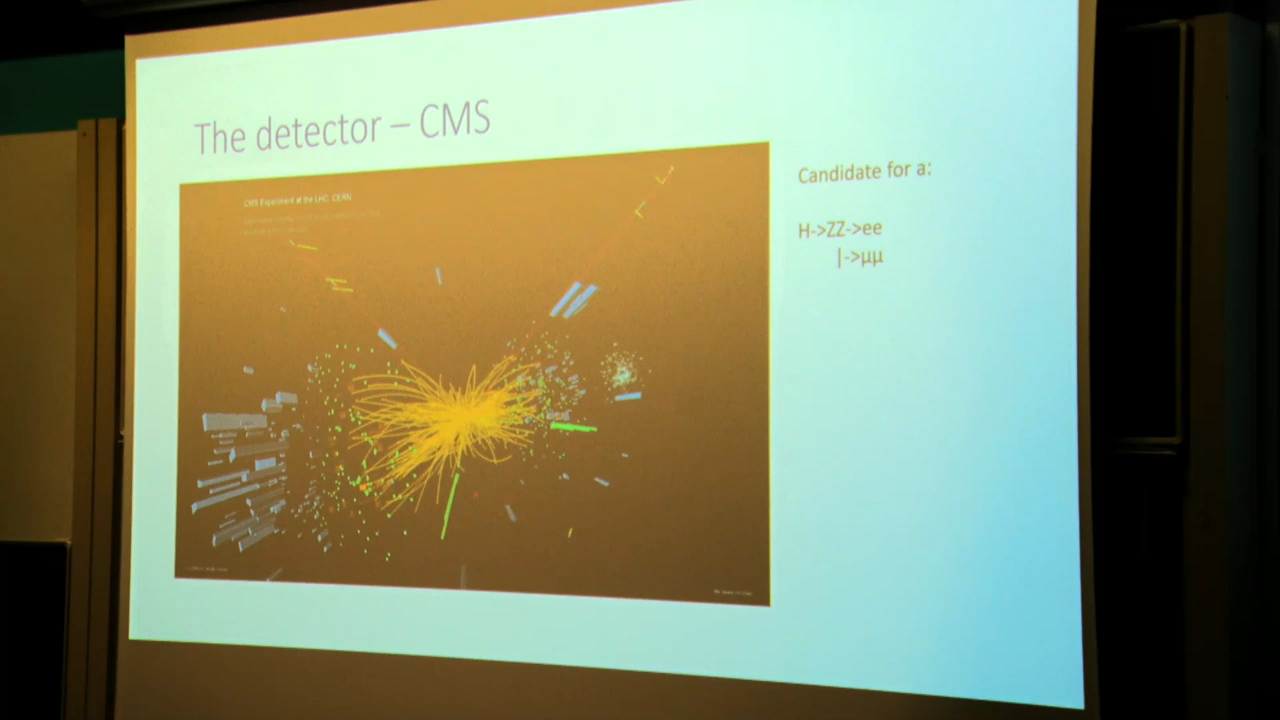 The detector – CMS
CMS Experiment at the LHC, CERN
Candidate for a:
H->ZZ->ee
|->µµ